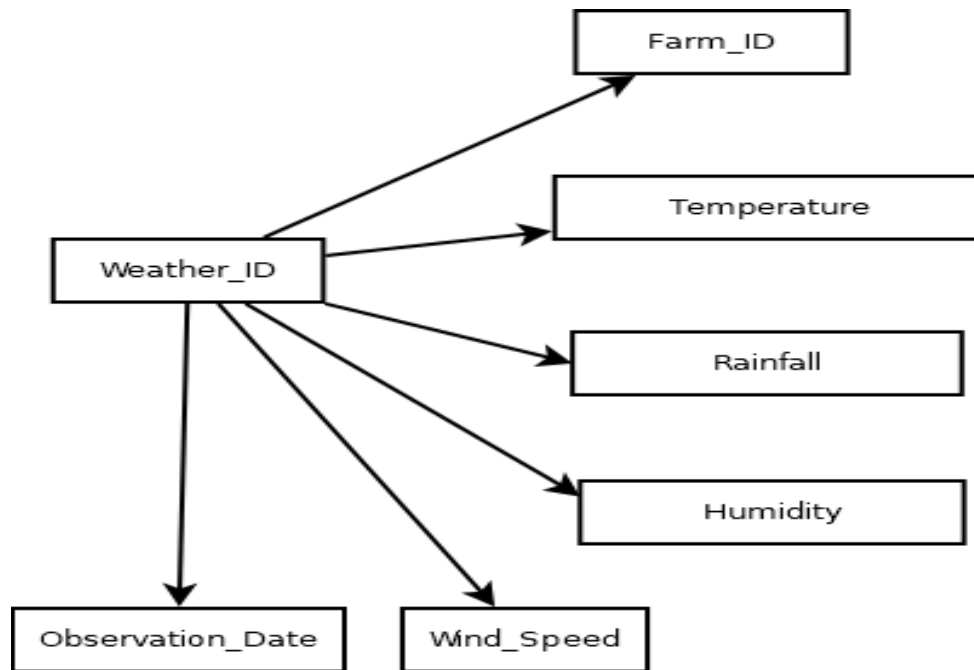 Farm_ID
Temperature
Weather_ID
Rainfall
Humidity
Observation_Date
Wind_Speed